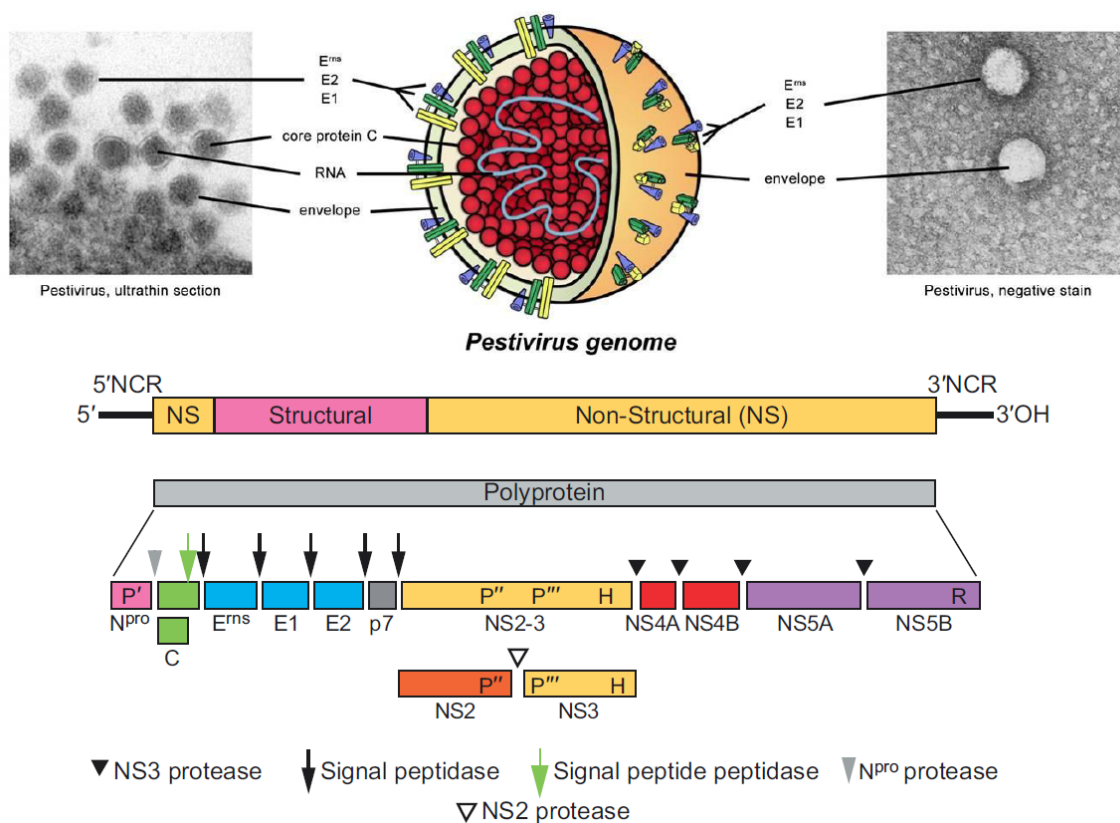 Eʳⁿˢ
E2
E1
core protein C
RNA
envelope
Pestivirus, ultrathin section
Eʳⁿˢ
E2
E1
envelope
Pestivirus, negative stain
Pestivirus genome
5′NCR 3′NCR
5′ NS Structural Non-Structural (NS) 3′OH
Polyprotein
P′ P″ P‴ H R
Nᵖʳᵒ Eʳⁿˢ E1 E2 p7 NS2-3 NS4A NS4B NS5A NS5B
C
P″ P‴ H
NS2 NS3
NS3 protease Signal peptidase Signal peptide peptidase Nᵖʳᵒ protease
NS2 protease